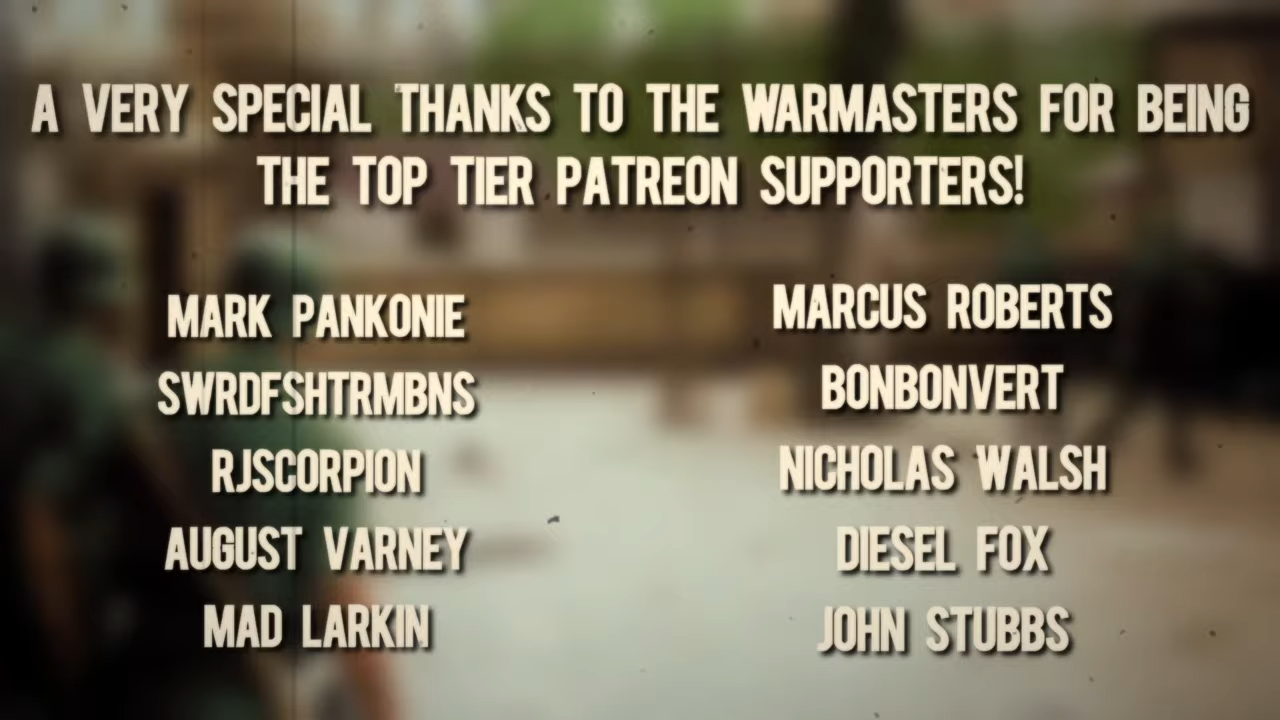 A VERY SPECIAL THANKS TO THE WARMASTERS FOR BEING
THE TOP TIER PATREON SUPPORTERS!
MARK PANKONIE
SWRDFSHTRMBNS
RJSCORPION
AUGUST VARNEY
MAD LARKIN
MARCUS ROBERTS
BONBONVERT
NICHOLAS WALSH
DIESEL FOX
JOHN STUBBS